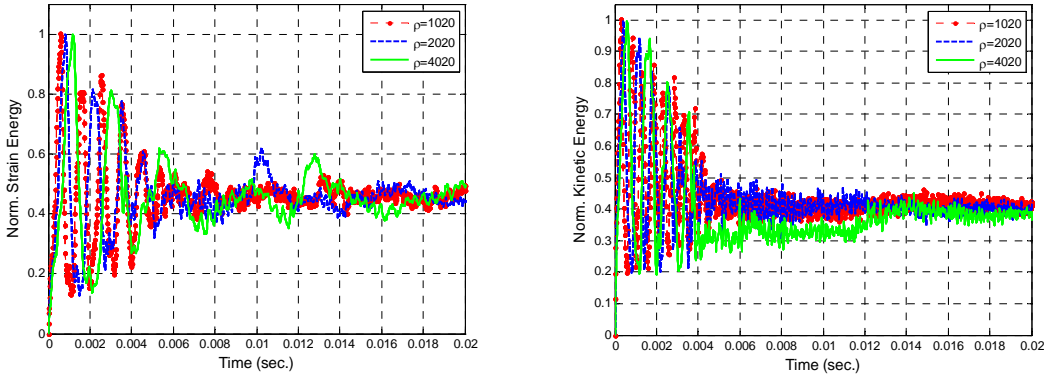 ρ=1020
ρ=2020
ρ=4020
1
0.8
0.6
0.4
0.2
0
Norm. Strain Energy
0 0.002 0.004 0.006 0.008 0.01 0.012 0.014 0.016 0.018 0.02
Time (sec.)
ρ=1020
ρ=2020
ρ=4020
1
0.9
0.8
0.7
0.6
0.5
0.4
0.3
0.2
0.1
0
Norm. Kinetic Energy
0 0.002 0.004 0.006 0.008 0.01 0.012 0.014 0.016 0.018 0.02
Time (sec.)